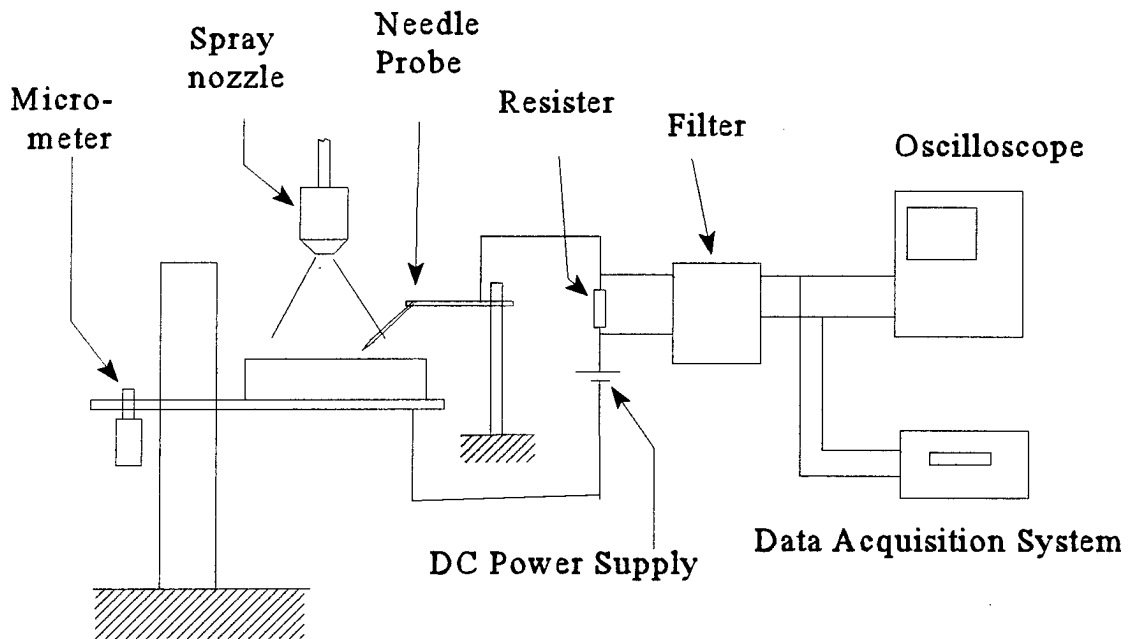 Needle
Probe
Spray
nozzle
Micro-
meter
Resister
Filter
Oscilloscope
DC Power Supply
Data Acquisition System